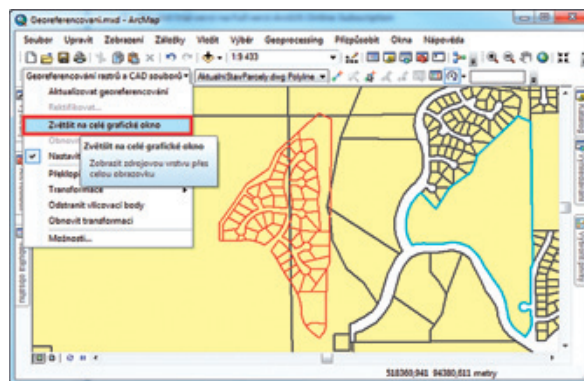 Georeferencovani.mxd - ArcMap
Soubor Upravit Zobrazení Záložky Vložit Výběr Geoprocessing Přizpůsobit Okna Nápověda
1:9 433
Georeferencování rastrů a CAD souborů AktualniStavParcely.dwg Polyline
Aktualizovat georeferencování
Rektifikovat...
Zvětšit na celé grafické okno
Zvětšit na celé grafické okno
Zobrazit zdrojovou vrstvu přes
celou obrazovku
Nastavit
Překlopi
Transformace
Odstranit vlícovací body
Obnovit transformaci
Možnosti...
518360,941 94380,611 metry